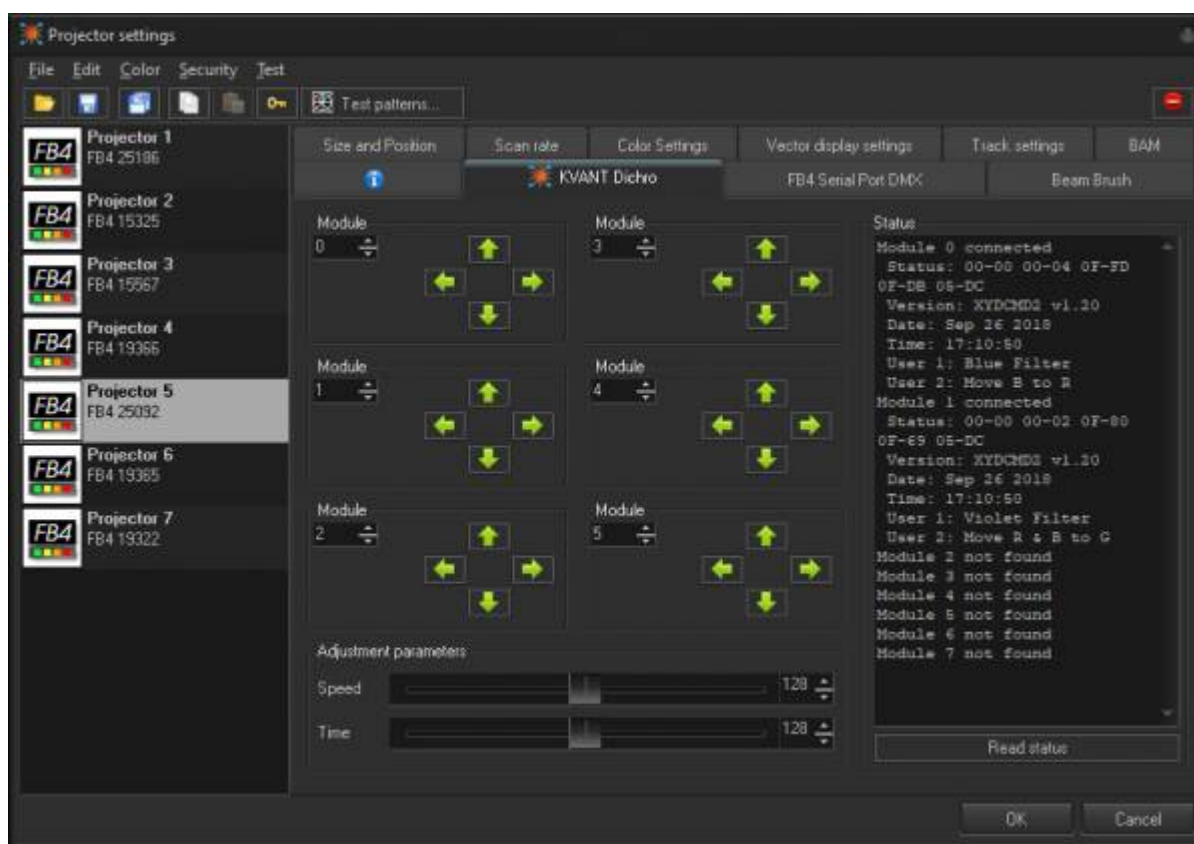 Projector settings
File Edit Color Security Test
Test patterns...
FB4
Projector 1
FB4 25186
FB4
Projector 2
FB4 15325
FB4
Projector 3
FB4 15567
FB4
Projector 4
FB4 19366
FB4
Projector 5
FB4 25092
FB4
Projector 6
FB4 19365
FB4
Projector 7
FB4 19322
Size and Position Scan rate Color Settings Vector display settings Track settings BAM
KVANT Dichro FB4 Serial Port DMX Beam Brush
Module
0
Module
3
Module
1
Module
4
Module
2
Module
5
Adjustment parameters
Speed 128
Time 128
Status
Module 0 connected
Status: 00-00 00-04 0F-FD
0F-DB 05-DC
Version: XYDCMD2 v1.20
Date: Sep 26 2018
Time: 17:10:50
User 1: Blue Filter
User 2: Move B to R
Module 1 connected
Status: 00-00 00-02 0F-80
0F-69 05-DC
Version: XYDCMD2 v1.20
Date: Sep 26 2018
Time: 17:10:50
User 1: Violet Filter
User 2: Move R & B to G
Module 2 not found
Module 3 not found
Module 4 not found
Module 5 not found
Module 6 not found
Module 7 not found
Read status
OK Cancel